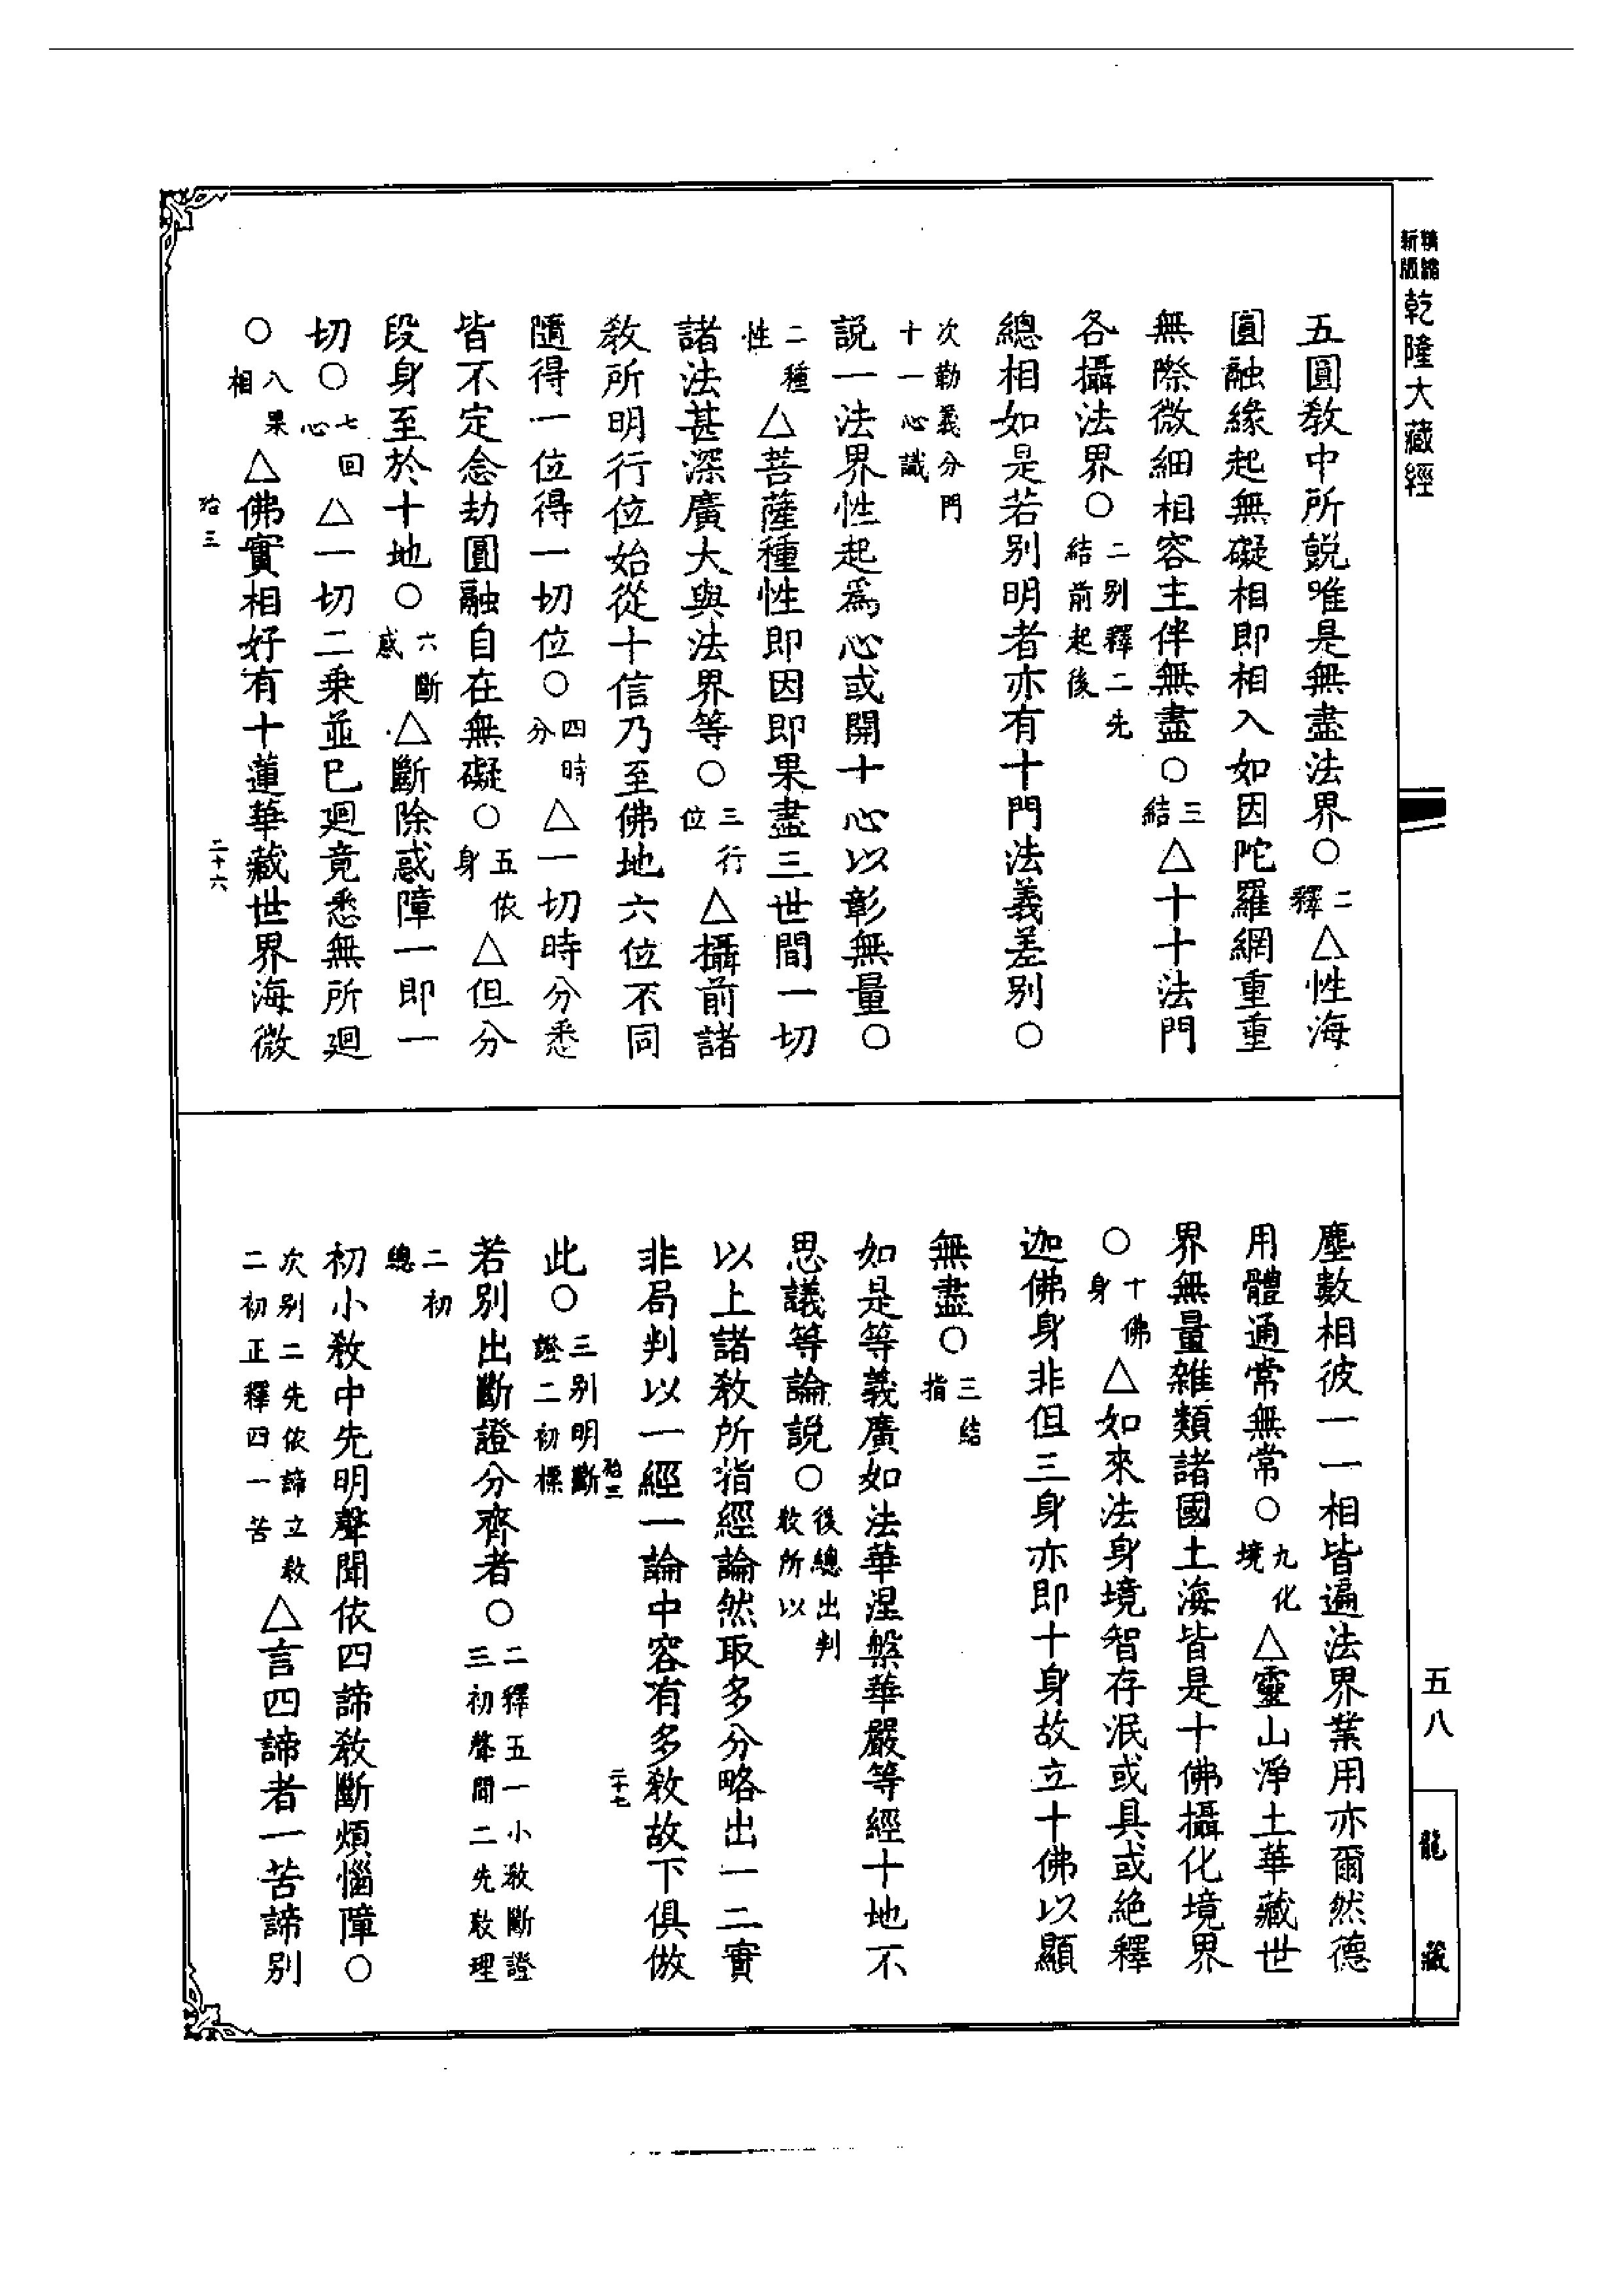 精縮新版 乾隆大藏經
五圓教中所說唯是無盡法界○二釋△性海
圓融緣起無礙相即相入如因陀羅網重重
無際微細相容主伴無盡○三結△十十法門
各攝法界○二別釋二先結前起後
總相如是若別明者亦有十門法義差別○
次勒義分門十一心識
說一法界性起爲心或開十心以彰無量○
二種性△菩薩種性即因即果盡三世間一切
諸法甚深廣大與法界等○三行位△攝前諸
教所明行位始從十信乃至佛地六位不同
隨得一位得一切位○四時分△一切時分悉
皆不定念劫圓融自在無礙○五依身△但分
段身至於十地○六斷惑△斷除惑障一即一
切○七回心△一切二乘並已廻竟悉無所廻
○八果相△佛實相好有十蓮華藏世界海微
三 二十六
塵數相彼一一相皆遍法界業用亦爾然德
用體通常無常○九化境△靈山淨土華藏世
界無量雜類諸國土海皆是十佛攝化境界
○十佛身△如來法身境智存泯或具或絕釋
迦佛身非但三身亦即十身故立十佛以顯
無盡○三結指
如是等義廣如法華涅槃華嚴等經十地不
思議等論說○後總出判教所以
以上諸教所指經論然取多分略出一二實
非局判以一經一論中容有多教故下俱倣
三 二十七
此○三別明斷證二初標
若別出斷證分齊者○二釋五一小教斷證三初聲聞二先敎理
二初總
初小教中先明聲聞依四諦教斷煩惱障○
次別二先依諦立教二初正釋四一苦△言四諦者一苦諦別
五八
龍藏